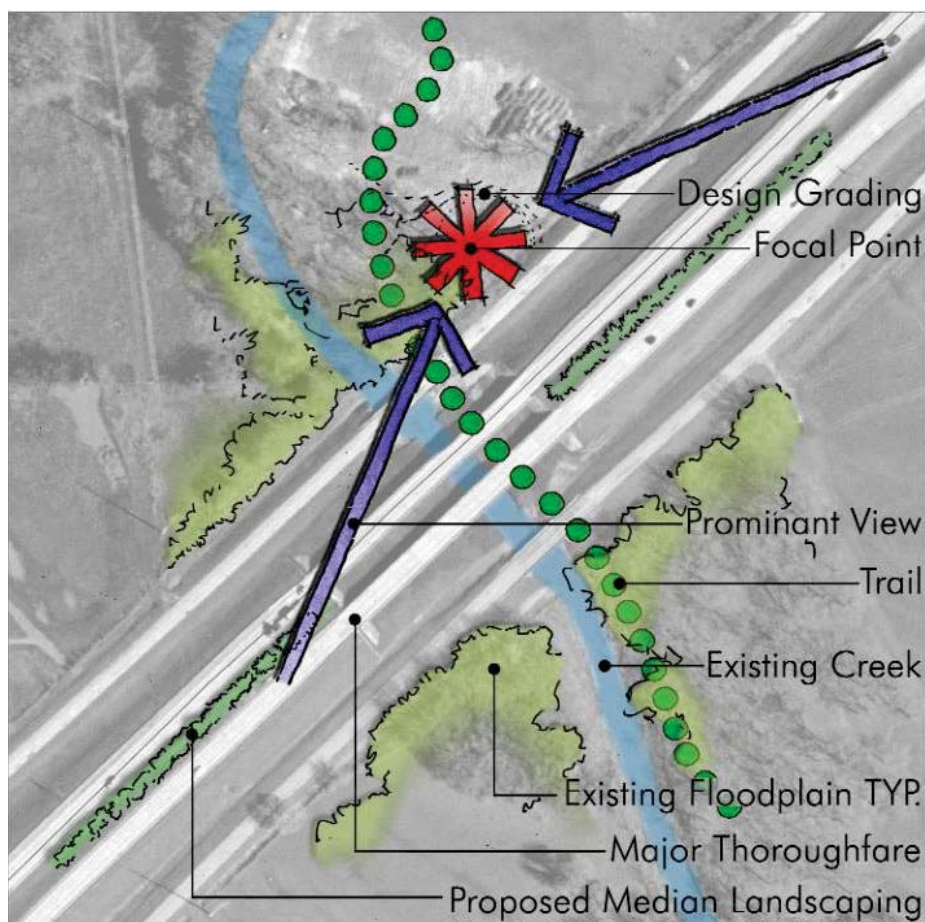 Design Grading
Focal Point
Prominant View
Trail
Existing Creek
Existing Floodplain TYP.
Major Thoroughfare
Proposed Median Landscaping